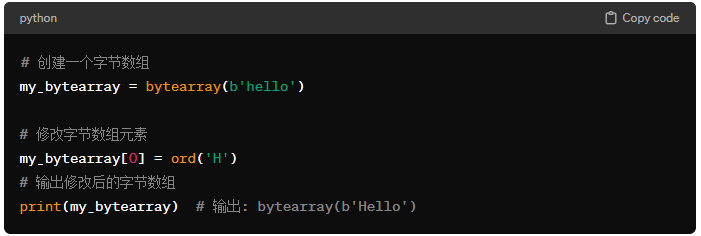 python
Copy code
# 创建一个字节数组
my_bytearray = bytearray(b'hello')
# 修改字节数组元素
my_bytearray[0] = ord('H')
# 输出修改后的字节数组
print(my_bytearray)  # 输出: bytearray(b'Hello')